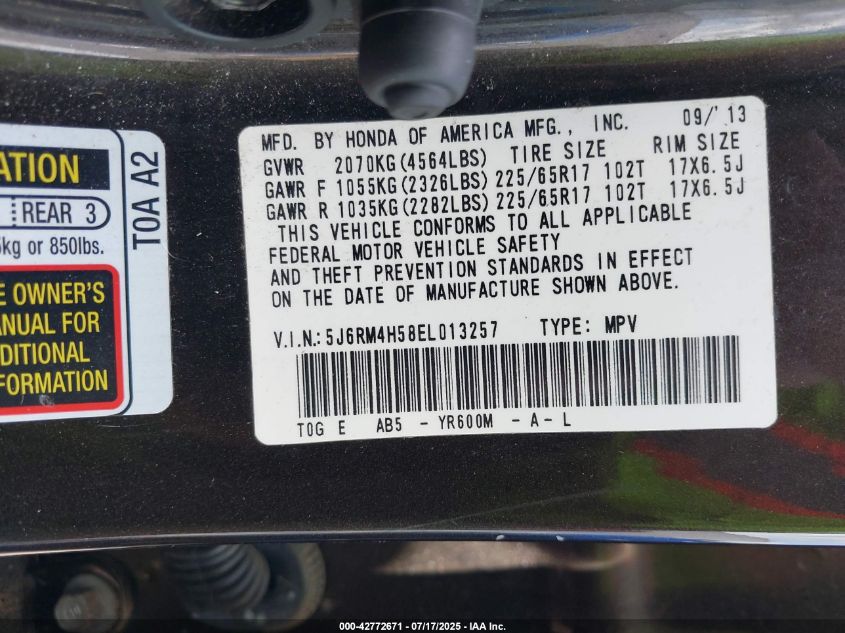 ATION
REAR 3
5kg or 850lbs.
E OWNER'S
ANUAL FOR
DITIONAL
FORMATION
TOA A2
MFD. BY HONDA OF AMERICA MFG., INC. 09/'13
GVWR 2070KG(4564LBS) TIRE SIZE RIM SIZE
GAWR F 1055KG(2326LBS) 225/65R17 102T 17X6.5J
GAWR R 1035KG(2282LBS) 225/65R17 102T 17X6.5J
THIS VEHICLE CONFORMS TO ALL APPLICABLE
FEDERAL MOTOR VEHICLE SAFETY
AND THEFT PREVENTION STANDARDS IN EFFECT
ON THE DATE OF MANUFACTURE SHOWN ABOVE.
V.I.N.:5J6RM4H58EL013257 TYPE: MPV
TOG E AB5 - YR600M - A - L
000-42772671 - 07/17/2025 - IAA Inc.